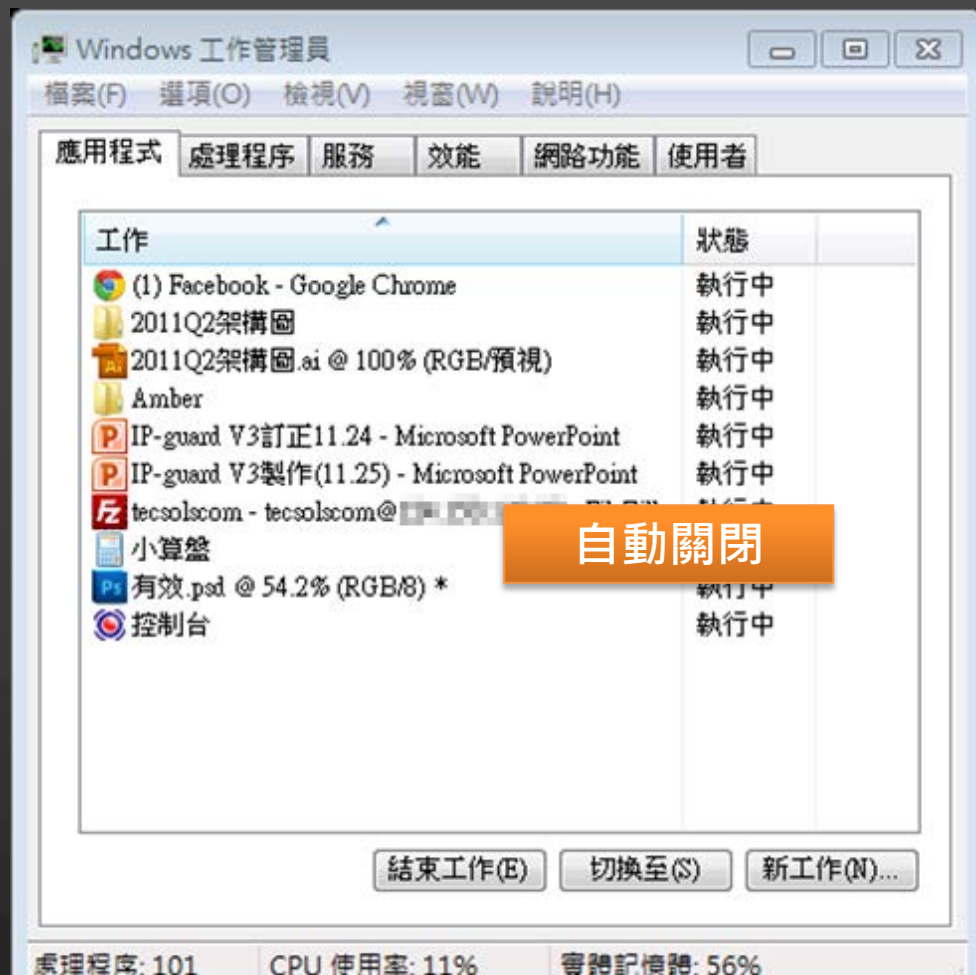 Windows 工作管理員
檔案(F) 選項(O) 檢視(V) 視窗(W) 說明(H)
應用程式 處理程序 服務 效能 網路功能 使用者
工作 狀態
(1) Facebook - Google Chrome 執行中
2011Q2架構圖 執行中
2011Q2架構圖.ai @ 100% (RGB/預視) 執行中
Amber 執行中
IP-guard V3訂正11.24 - Microsoft PowerPoint 執行中
IP-guard V3製作(11.25) - Microsoft PowerPoint 執行中
tecsolscom - tecsolscom@
自動關閉
小算盤
有效.psd @ 54.2% (RGB/8) * 執行中
控制台 執行中
結束工作(E) 切換至(S) 新工作(N)...
處理程序: 101 CPU 使用率: 11% 實體記憶體: 56%